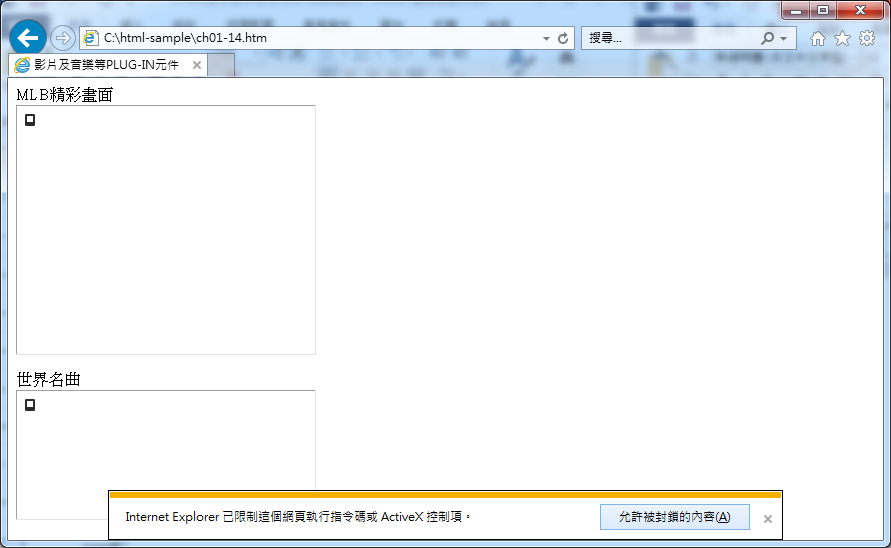 C:\html-sample\ch01-14.htm
搜尋...
影片及音樂等PLUG-IN元件
MLB精彩畫面
世界名曲
Internet Explorer 已限制這個網頁執行指令碼或 ActiveX 控制項。
允許被封鎖的內容(A)